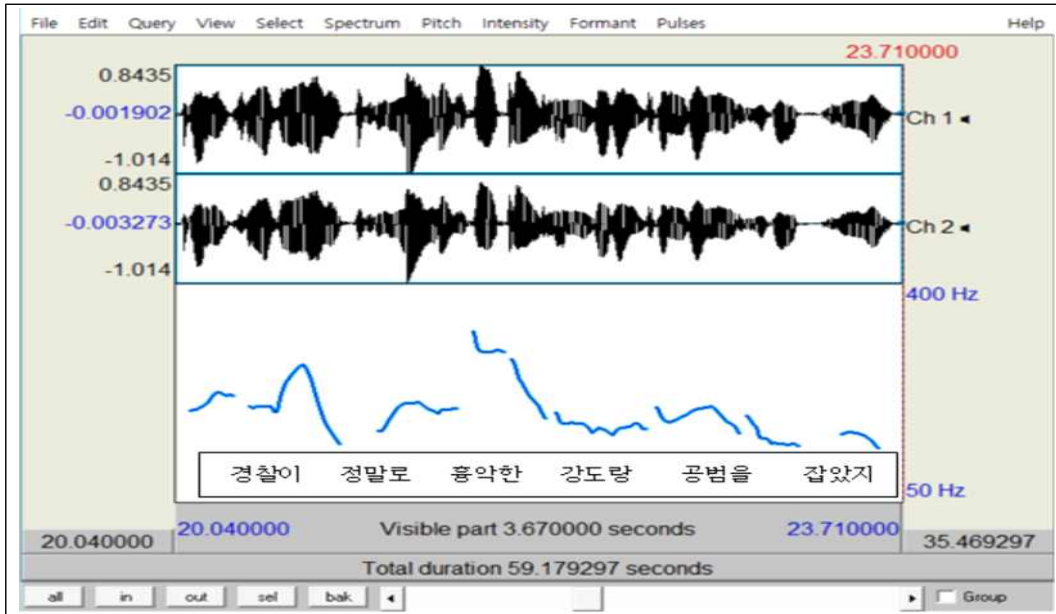 File Edit Query View Select Spectrum Pitch Intensity Formant Pulses Help
23.710000
0.8435
-0.001902
-1.014
Ch 1
0.8435
-0.003273
-1.014
Ch 2
400 Hz
경찰이 정말로 흉악한 강도랑 공범을 잡았지
50 Hz
20.040000 20.040000 Visible part 3.670000 seconds 23.710000 35.469297
Total duration 59.179297 seconds
all in out sel bak Group